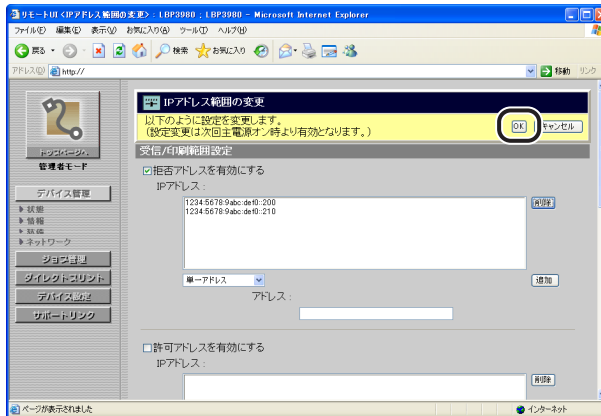 リモートUI <IPアドレス範囲の変更> : LBP3980 ; LBP3980 - Microsoft Internet Explorer
ファイル(F) 編集(E) 表示(V) お気に入り(A) ツール(T) ヘルプ(H)
戻る 検索 お気に入り
アドレス(D) http:// 移動 リンク
IPアドレス範囲の変更
以下のように設定を変更します。
(設定変更は次回主電源オン時より有効となります。)
OK キャンセル
トップページへ
管理者モード
デバイス管理
状態
情報
ネットワーク
ジョブ管理
ダイレクトプリント
デバイス設定
サポートリンク
受信/印刷範囲設定
拒否アドレスを有効にする
IPアドレス :
1234:5678:9abc:def0::200
1234:5678:9abc:def0::210
削除
単一アドレス
追加
アドレス :
許可アドレスを有効にする
IPアドレス :
削除
ページが表示されました インターネット